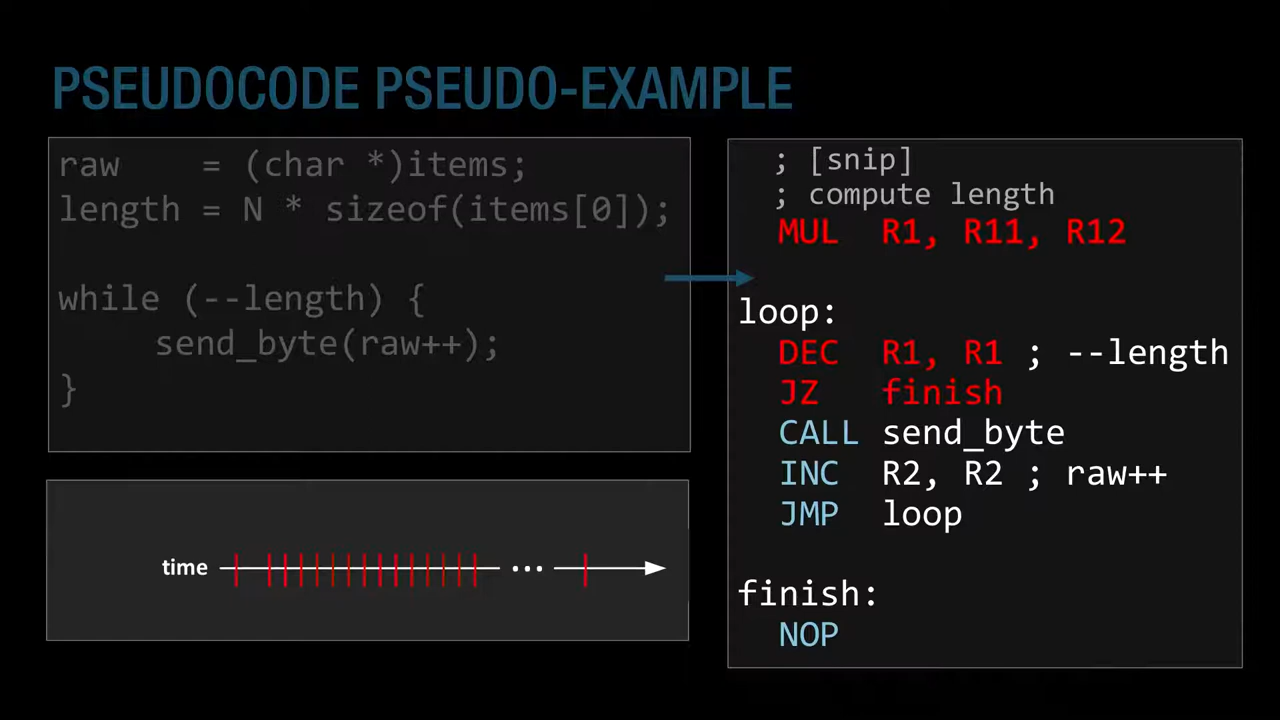 PSEUDOCODE PSEUDO-EXAMPLE
raw    = (char *)items;
length = N * sizeof(items[0]);
while (--length) {
send_byte(raw++);
}
time ...
; [snip]
; compute length
MUL  R1, R11, R12
loop:
DEC  R1, R1 ; --length
JZ   finish
CALL send_byte
INC  R2, R2 ; raw++
JMP  loop
finish:
NOP